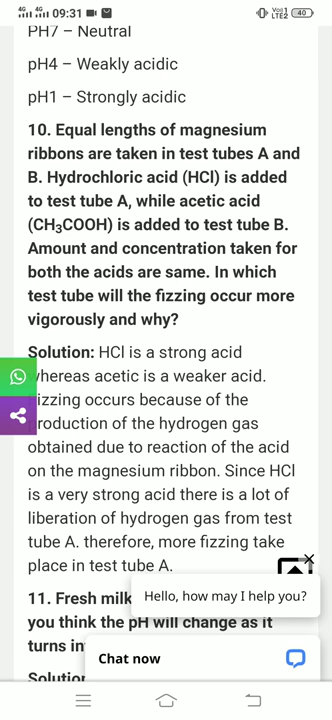 4G 4G 09:31 Vo)) 1 LTE2 40
PH7 – Neutral
pH4 – Weakly acidic
pH1 – Strongly acidic
10. Equal lengths of magnesium
ribbons are taken in test tubes A and
B. Hydrochloric acid (HCl) is added
to test tube A, while acetic acid
(CH₃COOH) is added to test tube B.
Amount and concentration taken for
both the acids are same. In which
test tube will the fizzing occur more
vigorously and why?
Solution: HCl is a strong acid
whereas acetic is a weaker acid.
Fizzing occurs because of the
production of the hydrogen gas
obtained due to reaction of the acid
on the magnesium ribbon. Since HCl
is a very strong acid there is a lot of
liberation of hydrogen gas from test
tube A. therefore, more fizzing take
place in test tube A.
Hello, how may I help you?
11. Fresh milk
you think the pH will change as it
turns in
Chat now
Solution